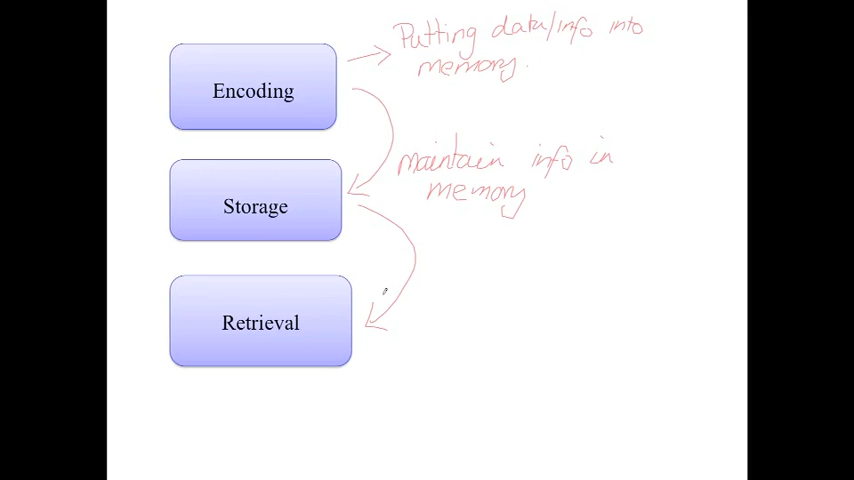 Putting data/info into
memory.
Encoding
maintain info in
memory
Storage
Retrieval